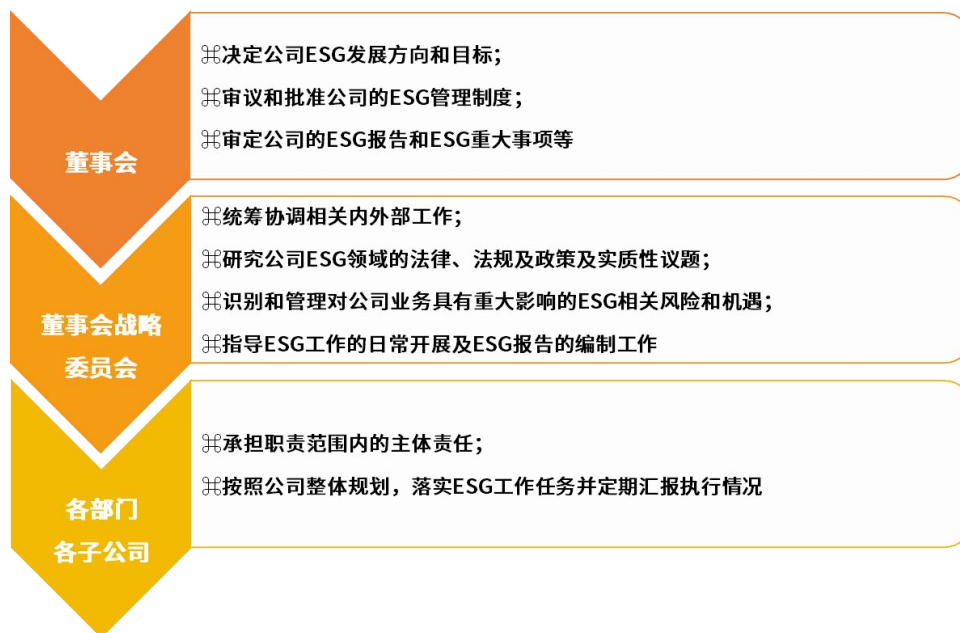 董事会
⌘决定公司ESG发展方向和目标；
⌘审议和批准公司的ESG管理制度；
⌘审定公司的ESG报告和ESG重大事项等
董事会战略
委员会
⌘统筹协调相关内外部工作；
⌘研究公司ESG领域的法律、法规及政策及实质性议题；
⌘识别和管理对公司业务具有重大影响的ESG相关风险和机遇；
⌘指导ESG工作的日常开展及ESG报告的编制工作
各部门
各子公司
⌘承担职责范围内的主体责任；
⌘按照公司整体规划，落实ESG工作任务并定期汇报执行情况